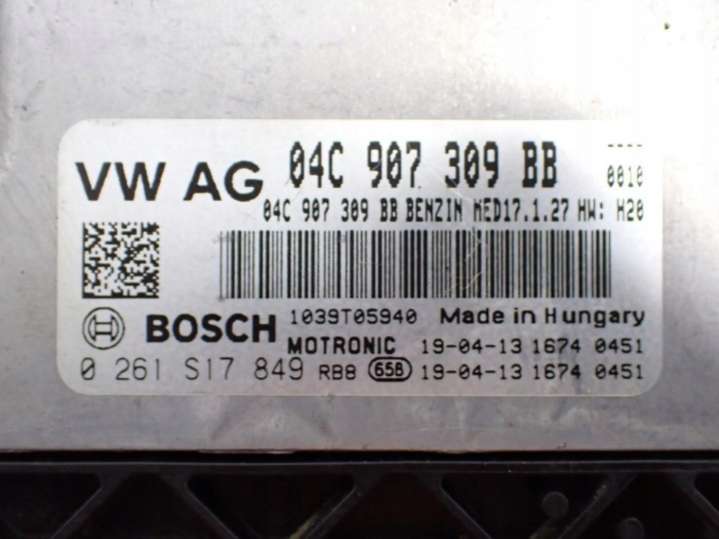 VW AG 04C 907 309 BB ---- 0010
04C 907 309 BB BENZIN MED17.1.27 HW: H20
BOSCH 1039T05940 Made in Hungary
MOTRONIC 19-04-13 1674 0451
0 261 S17 849 RB8 658 19-04-13 1674 0451